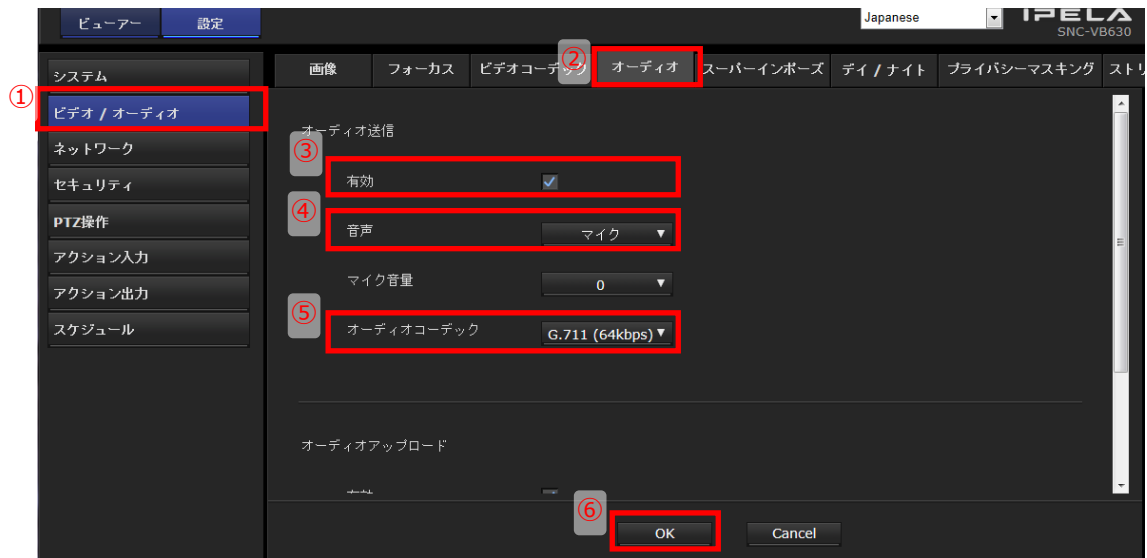 ビューアー 設定 Japanese IPELA
SNC-VB630
画像 フォーカス ビデオコーデック ② オーディオ スーパーインポーズ デイ / ナイト プライバシーマスキング ストリ
システム
① ビデオ / オーディオ
ネットワーク
セキュリティ
PTZ操作
アクション入力
アクション出力
スケジュール
オーディオ送信
③
有効
④
音声 マイク
マイク音量 0
⑤
オーディオコーデック G.711 (64kbps)
オーディオアップロード
有効
⑥
OK Cancel